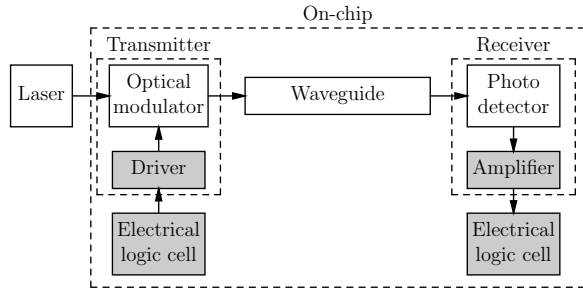 On-chip
Transmitter
Receiver
Laser
Optical
modulator
Waveguide
Photo
detector
Driver
Amplifier
Electrical
logic cell
Electrical
logic cell